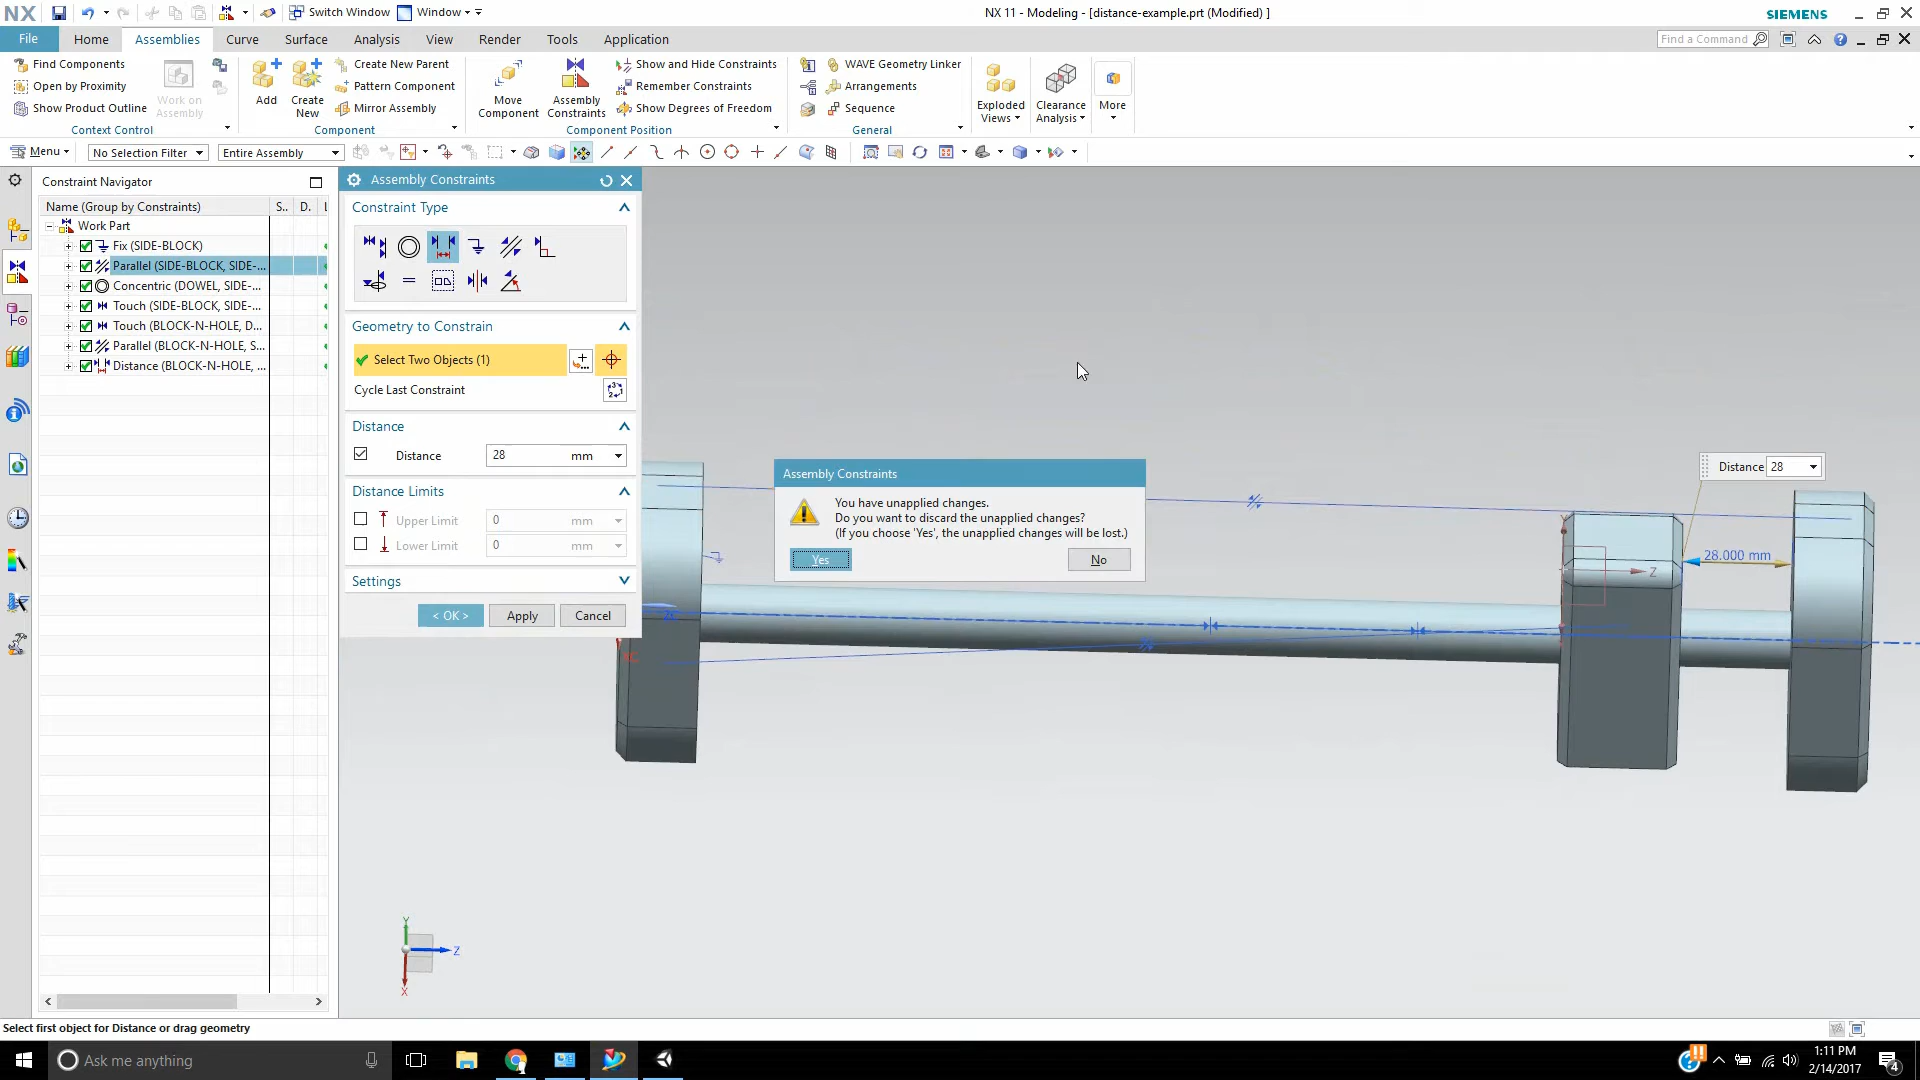 NX
Switch Window
Window
NX 11 - Modeling - [distance-example.prt (Modified) ]
SIEMENS
File
Home
Assemblies
Curve
Surface
Analysis
View
Render
Tools
Application
Find a Command
Find Components
Open by Proximity
Show Product Outline
Work on
Assembly
Context Control
Add
Create
New
Create New Parent
Pattern Component
Mirror Assembly
Component
Move
Component
Assembly
Constraints
Show and Hide Constraints
Remember Constraints
Show Degrees of Freedom
Component Position
WAVE Geometry Linker
Arrangements
Sequence
General
Exploded
Views
Clearance
Analysis
More
Menu
No Selection Filter
Entire Assembly
Constraint Navigator
Name (Group by Constraints)
S..
D.
Work Part
Fix (SIDE-BLOCK)
Parallel (SIDE-BLOCK, SIDE-...
Concentric (DOWEL, SIDE-...
Touch (SIDE-BLOCK, SIDE-...
Touch (BLOCK-N-HOLE, D...
Parallel (BLOCK-N-HOLE, S...
Distance (BLOCK-N-HOLE, ...
Assembly Constraints
Constraint Type
Geometry to Constrain
Select Two Objects (1)
Cycle Last Constraint
Distance
Distance
28
mm
Distance Limits
Upper Limit
0
mm
Lower Limit
0
mm
Settings
< OK >
Apply
Cancel
Assembly Constraints
You have unapplied changes.
Do you want to discard the unapplied changes?
(If you choose 'Yes', the unapplied changes will be lost.)
Yes
No
Distance
28
28.000 mm
Z
Y
Z
X
Select first object for Distance or drag geometry
Ask me anything
1:11 PM
2/14/2017
4